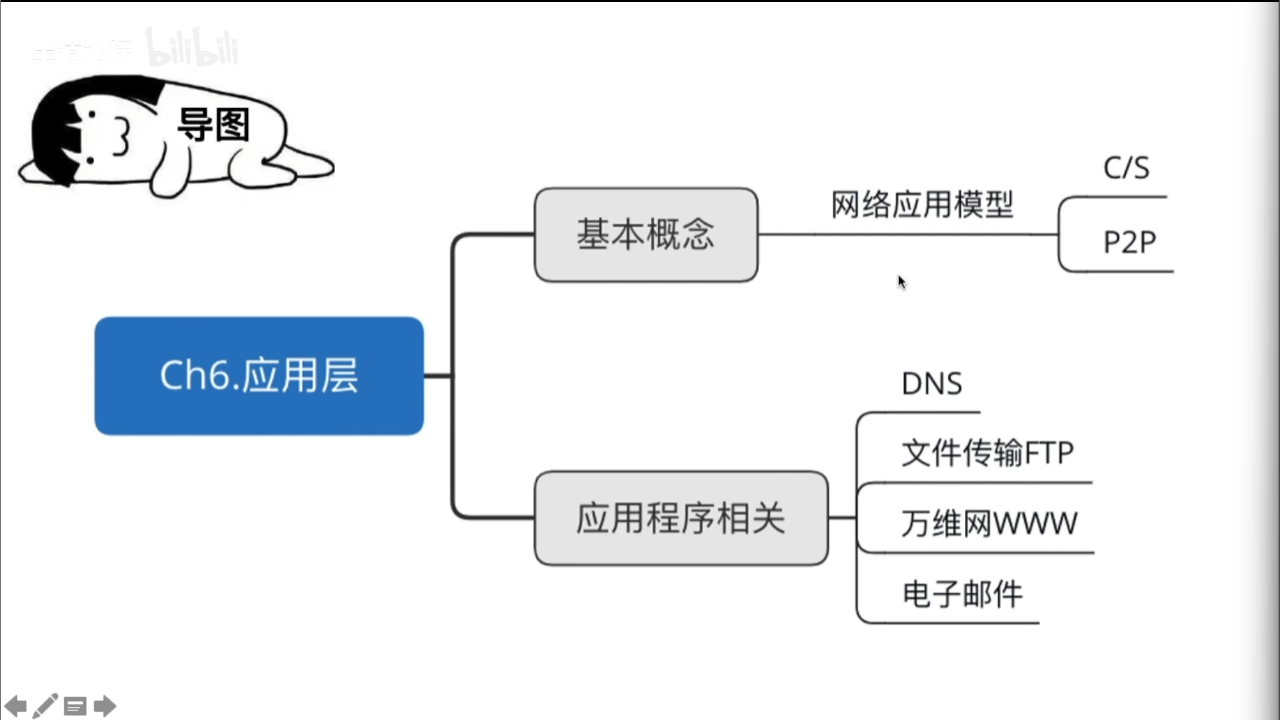 bilibili
导图
Ch6.应用层
基本概念
网络应用模型
C/S
P2P
应用程序相关
DNS
文件传输FTP
万维网WWW
电子邮件